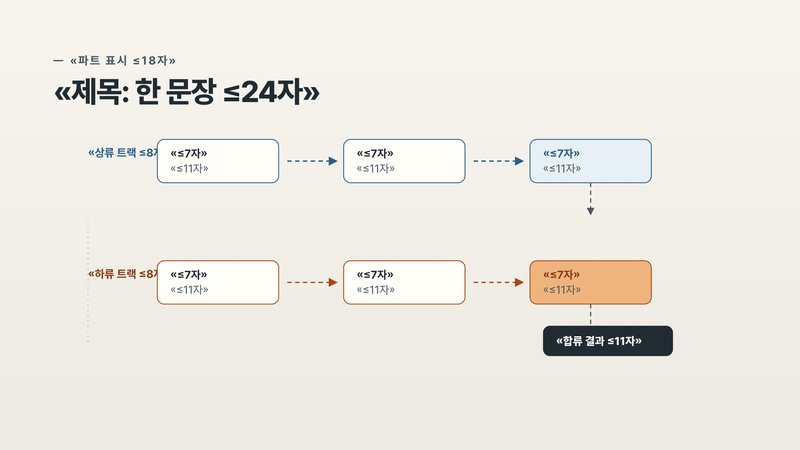 — «파트 표시 ≤18자»
«제목: 한 문장 ≤24자»
«상류 트랙 ≤8자
«≤7자»
«≤11자»
«≤7자»
«≤11자»
«≤7자»
«≤11자»
«하류 트랙 ≤8자
«≤7자»
«≤11자»
«≤7자»
«≤11자»
«≤7자»
«≤11자»
«합류 결과 ≤11자»